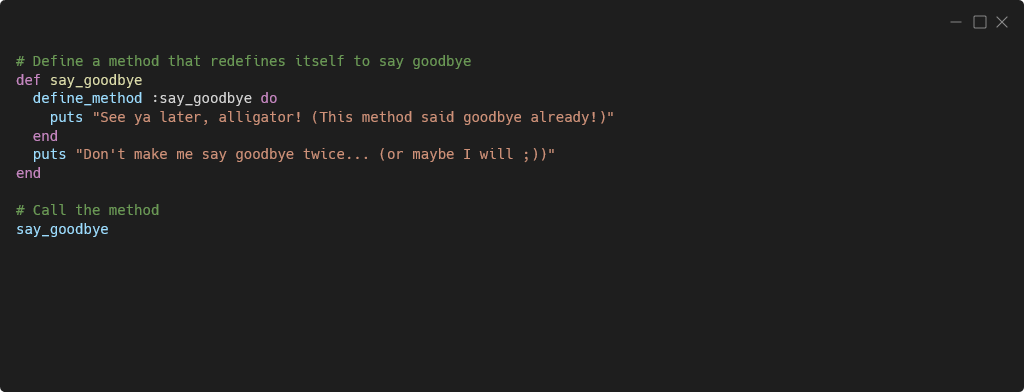 # Define a method that redefines itself to say goodbye
def say_goodbye
  define_method :say_goodbye do
    puts "See ya later, alligator! (This method said goodbye already!)"
  end
  puts "Don't make me say goodbye twice... (or maybe I will ;))"
end

# Call the method
say_goodbye